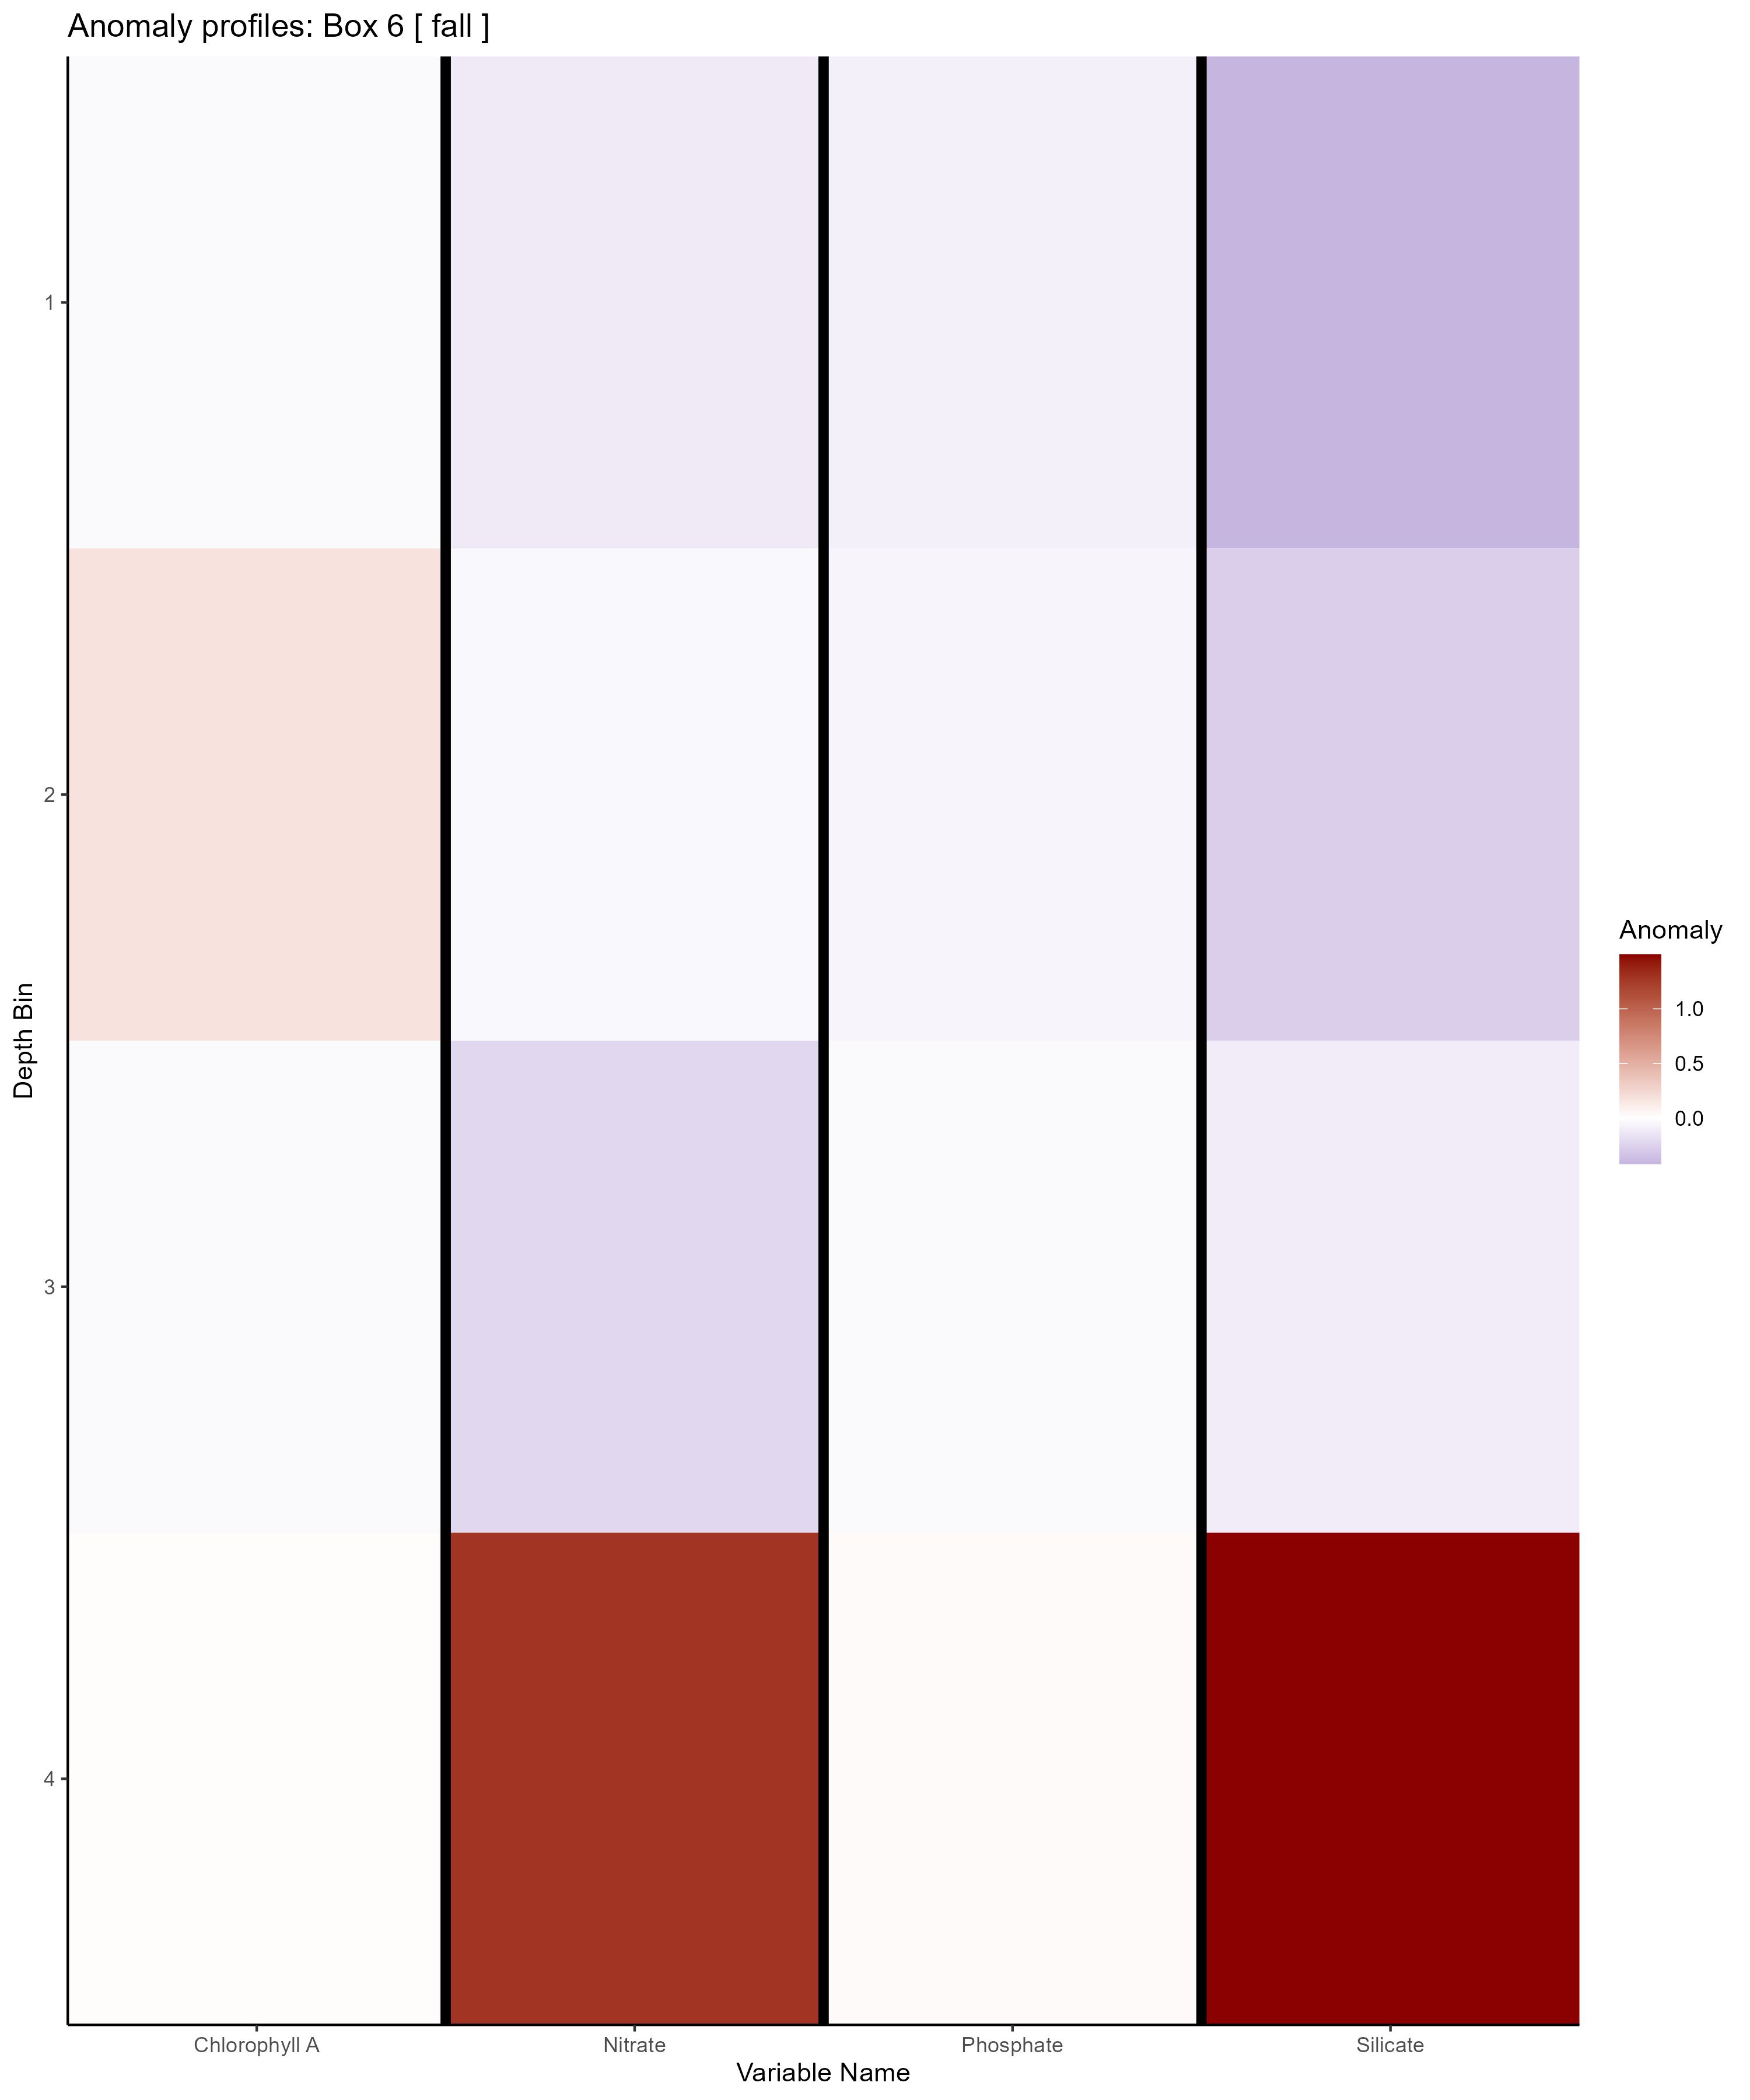 Anomaly profiles: Box 6 [ fall ]
1
2
3
4
Depth Bin
Chlorophyll A
Nitrate
Phosphate
Silicate
Variable Name
Anomaly
1.0
0.5
0.0